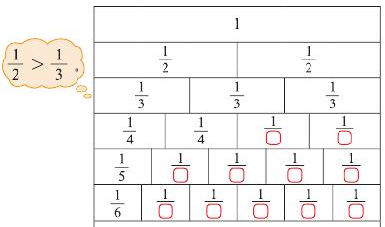 1/2 > 1/3 。
1
1/2 1/2
1/3 1/3 1/3
1/4 1/4 1/□ 1/□
1/5 1/□ 1/□ 1/□ 1/□
1/6 1/□ 1/□ 1/□ 1/□ 1/□